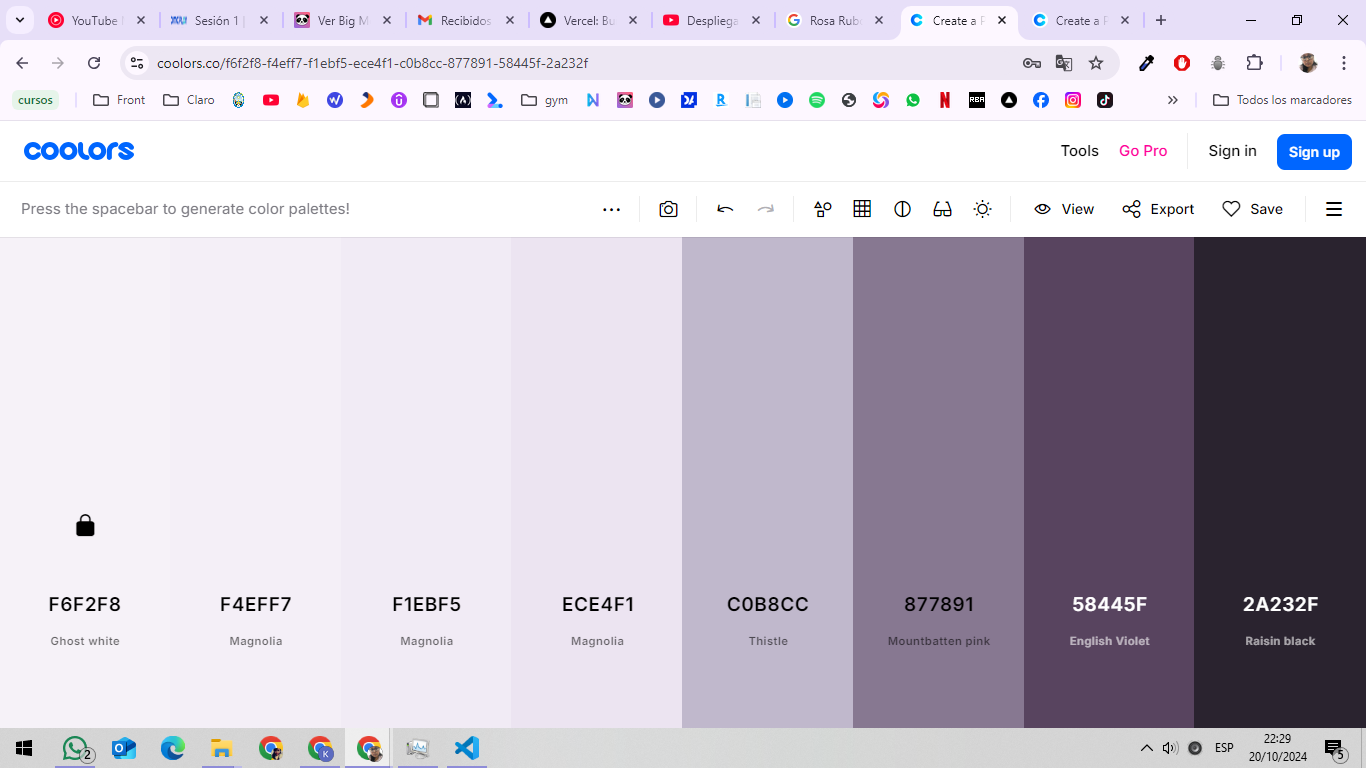 YouTube
Sesión 1 |
Ver Big M
Recibidos
Vercel: Bu
Despliega
Rosa Rub
Create a P
Create a P
coolors.co/f6f2f8-f4eff7-f1ebf5-ece4f1-c0b8cc-877891-58445f-2a232f
cursos
Front
Claro
gym
RBA
Todos los marcadores
coolors
Tools
Go Pro
Sign in
Sign up
Press the spacebar to generate color palettes!
View
Export
Save
F6F2F8
F4EFF7
F1EBF5
ECE4F1
C0B8CC
877891
58445F
2A232F
Ghost white
Magnolia
Magnolia
Magnolia
Thistle
Mountbatten pink
English Violet
Raisin black
2
K
ESP
22:29
20/10/2024
5